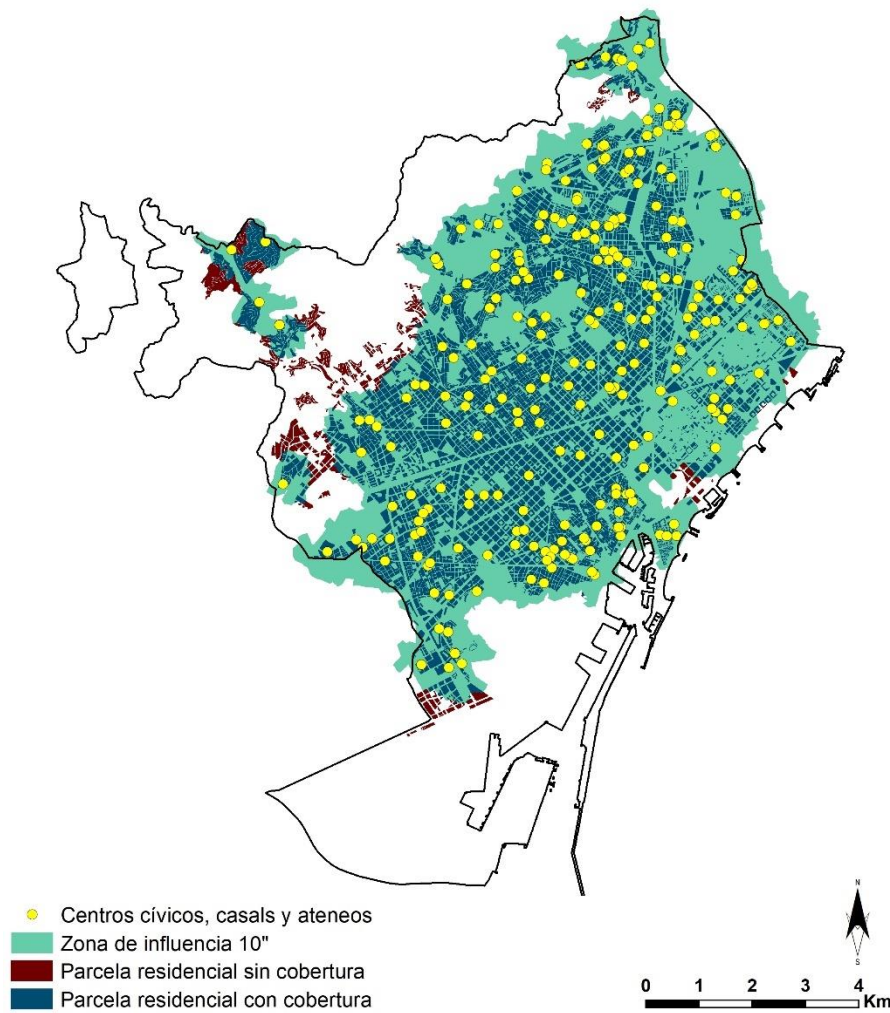 Centros cívicos, casals y ateneos
Zona de influencia 10"
Parcela residencial sin cobertura
Parcela residencial con cobertura
N
S
0 1 2 3 4
Km